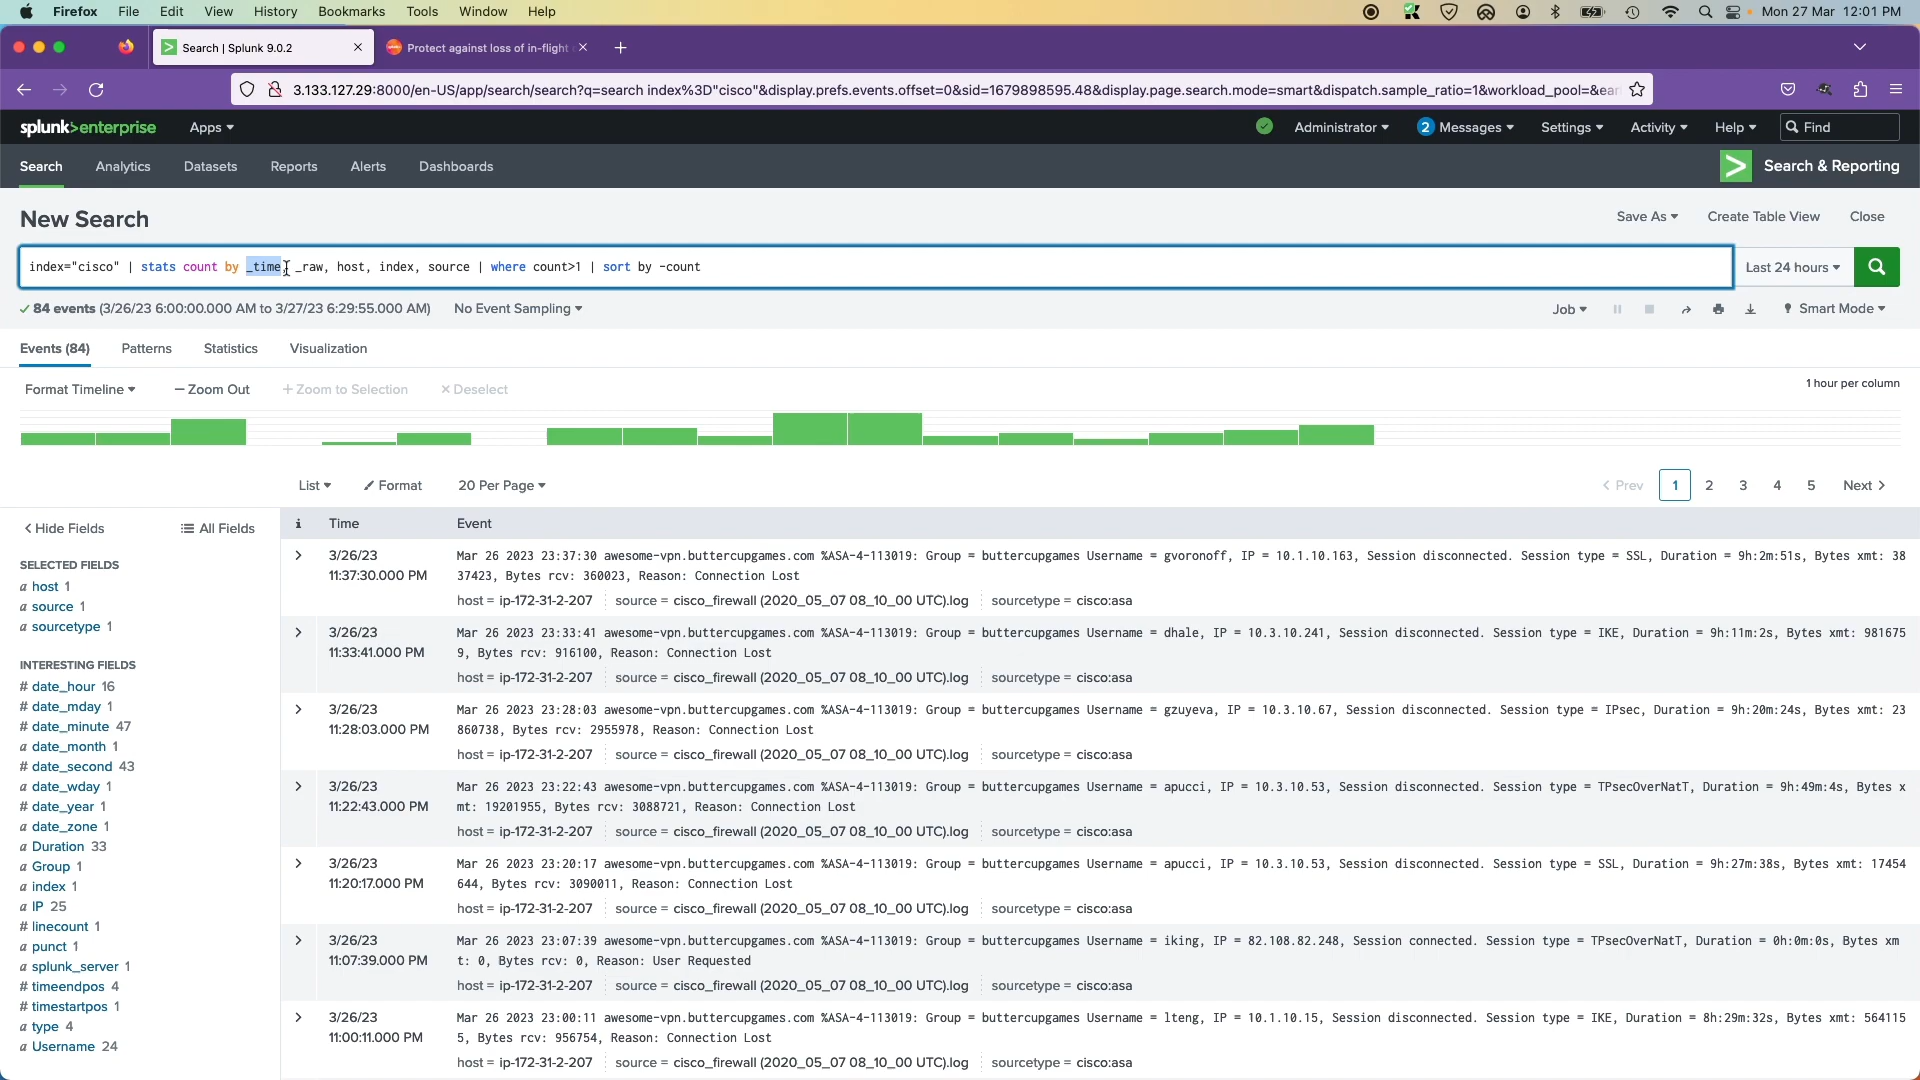 Firefox File Edit View History Bookmarks Tools Window Help Mon 27 Mar 12:01 PM
Search | Splunk 9.0.2 Protect against loss of in-flight
3.133.127.29:8000/en-US/app/search/search?q=search index%3D"cisco"&display.prefs.events.offset=0&sid=1679898595.48&display.page.search.mode=smart&dispatch.sample_ratio=1&workload_pool=&ear
splunk>enterprise Apps Administrator 2 Messages Settings Activity Help Find
Search Analytics Datasets Reports Alerts Dashboards > Search & Reporting
New Search Save As Create Table View Close
index="cisco" | stats count by _time, _raw, host, index, source | where count>1 | sort by -count Last 24 hours
84 events (3/26/23 6:00:00.000 AM to 3/27/23 6:29:55.000 AM) No Event Sampling Job Smart Mode
Events (84) Patterns Statistics Visualization
Format Timeline — Zoom Out + Zoom to Selection × Deselect 1 hour per column
List Format 20 Per Page < Prev 1 2 3 4 5 Next >
< Hide Fields All Fields i Time Event
SELECTED FIELDS
a host 1
a source 1
a sourcetype 1
INTERESTING FIELDS
# date_hour 16
# date_mday 1
# date_minute 47
a date_month 1
# date_second 43
a date_wday 1
# date_year 1
a date_zone 1
a Duration 33
a Group 1
a index 1
a IP 25
# linecount 1
a punct 1
a splunk_server 1
# timeendpos 4
# timestartpos 1
a type 4
a Username 24
3/26/23 Mar 26 2023 23:37:30 awesome-vpn.buttercupgames.com %ASA-4-113019: Group = buttercupgames Username = gvoronoff, IP = 10.1.10.163, Session disconnected. Session type = SSL, Duration = 9h:2m:51s, Bytes xmt: 38
11:37:30.000 PM 37423, Bytes rcv: 360023, Reason: Connection Lost
host = ip-172-31-2-207 source = cisco_firewall (2020_05_07 08_10_00 UTC).log sourcetype = cisco:asa
3/26/23 Mar 26 2023 23:33:41 awesome-vpn.buttercupgames.com %ASA-4-113019: Group = buttercupgames Username = dhale, IP = 10.3.10.241, Session disconnected. Session type = IKE, Duration = 9h:11m:2s, Bytes xmt: 981675
11:33:41.000 PM 9, Bytes rcv: 916100, Reason: Connection Lost
host = ip-172-31-2-207 source = cisco_firewall (2020_05_07 08_10_00 UTC).log sourcetype = cisco:asa
3/26/23 Mar 26 2023 23:28:03 awesome-vpn.buttercupgames.com %ASA-4-113019: Group = buttercupgames Username = gzuyeva, IP = 10.3.10.67, Session disconnected. Session type = IPsec, Duration = 9h:20m:24s, Bytes xmt: 23
11:28:03.000 PM 860738, Bytes rcv: 2955978, Reason: Connection Lost
host = ip-172-31-2-207 source = cisco_firewall (2020_05_07 08_10_00 UTC).log sourcetype = cisco:asa
3/26/23 Mar 26 2023 23:22:43 awesome-vpn.buttercupgames.com %ASA-4-113019: Group = buttercupgames Username = apucci, IP = 10.3.10.53, Session disconnected. Session type = TPsecOverNatT, Duration = 9h:49m:4s, Bytes x
11:22:43.000 PM mt: 19201955, Bytes rcv: 3088721, Reason: Connection Lost
host = ip-172-31-2-207 source = cisco_firewall (2020_05_07 08_10_00 UTC).log sourcetype = cisco:asa
3/26/23 Mar 26 2023 23:20:17 awesome-vpn.buttercupgames.com %ASA-4-113019: Group = buttercupgames Username = apucci, IP = 10.3.10.53, Session disconnected. Session type = SSL, Duration = 9h:27m:38s, Bytes xmt: 17454
11:20:17.000 PM 644, Bytes rcv: 3090011, Reason: Connection Lost
host = ip-172-31-2-207 source = cisco_firewall (2020_05_07 08_10_00 UTC).log sourcetype = cisco:asa
3/26/23 Mar 26 2023 23:07:39 awesome-vpn.buttercupgames.com %ASA-4-113019: Group = buttercupgames Username = iking, IP = 82.108.82.248, Session connected. Session type = TPsecOverNatT, Duration = 0h:0m:0s, Bytes xm
11:07:39.000 PM t: 0, Bytes rcv: 0, Reason: User Requested
host = ip-172-31-2-207 source = cisco_firewall (2020_05_07 08_10_00 UTC).log sourcetype = cisco:asa
3/26/23 Mar 26 2023 23:00:11 awesome-vpn.buttercupgames.com %ASA-4-113019: Group = buttercupgames Username = lteng, IP = 10.1.10.15, Session disconnected. Session type = IKE, Duration = 8h:29m:32s, Bytes xmt: 564115
11:00:11.000 PM 5, Bytes rcv: 956754, Reason: Connection Lost
host = ip-172-31-2-207 source = cisco_firewall (2020_05_07 08_10_00 UTC).log sourcetype = cisco:asa